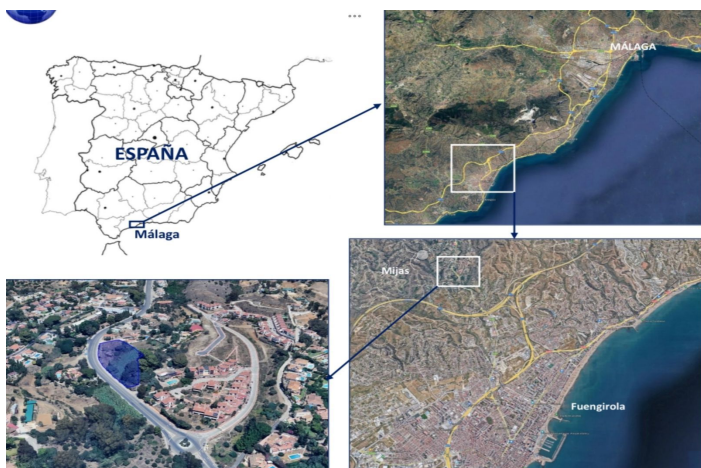 ...
MÁLAGA
ESPAÑA
Málaga
Mijas
Fuengirola